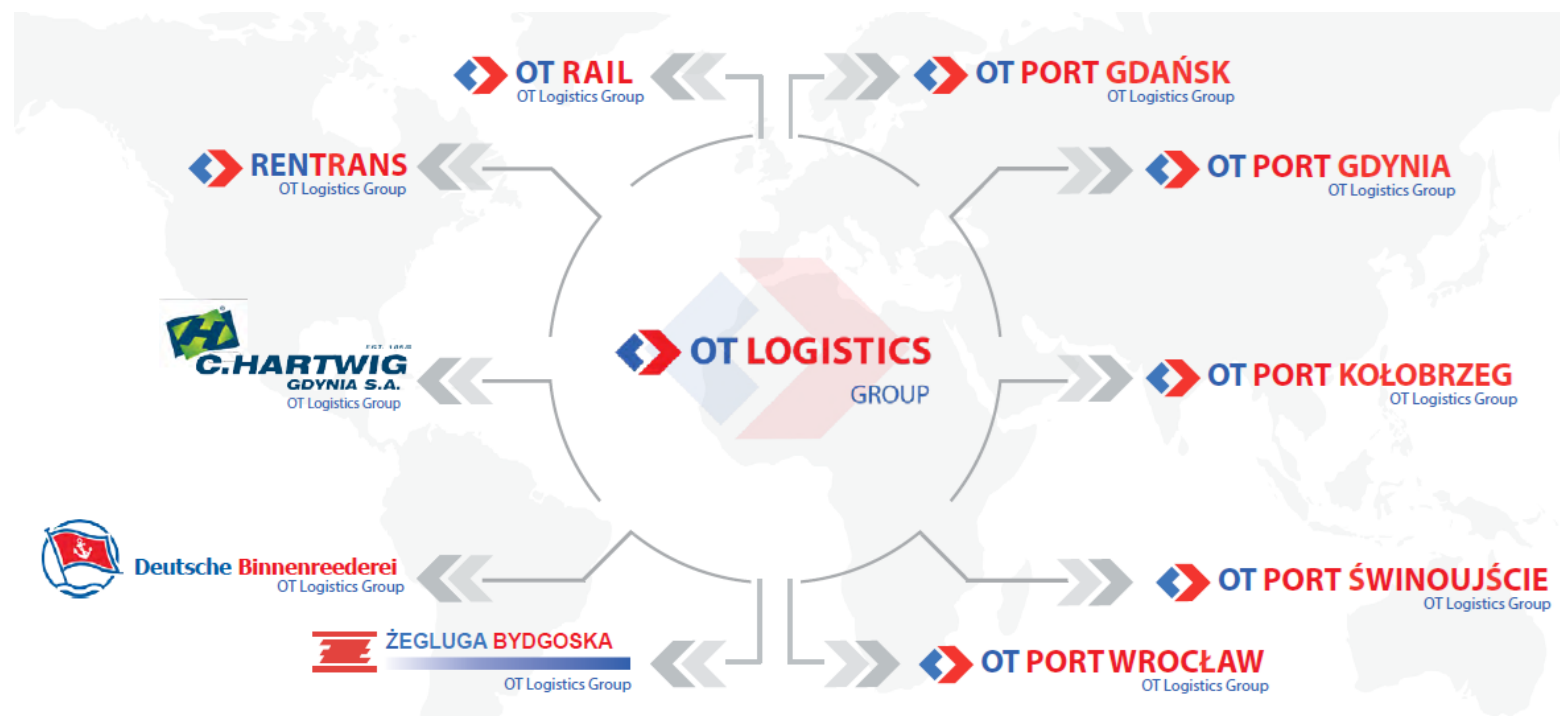 OT RAIL
OT Logistics Group
OT PORT GDAŃSK
OT Logistics Group
RENTRANS
OT Logistics Group
OT PORT GDYNIA
OT Logistics Group
H
C.HARTWIG
GDYNIA S.A.
OT Logistics Group
OT LOGISTICS
GROUP
OT PORT KOŁOBRZEG
OT Logistics Group
Deutsche Binnenreederei
OT Logistics Group
OT PORT ŚWINOUJŚCIE
OT Logistics Group
ŻEGLUGA BYDGOSKA
OT Logistics Group
OT PORT WROCŁAW
OT Logistics Group